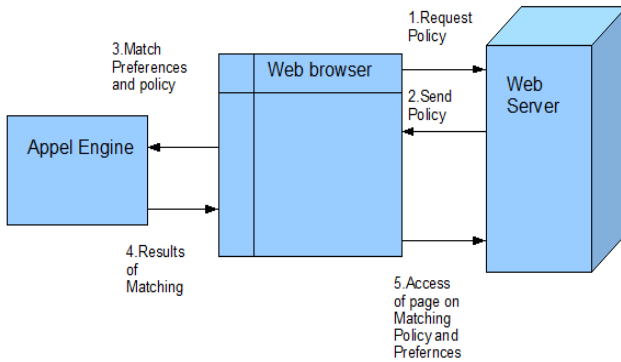 1.Request
Policy
3.Match
Preferences
and policy
Web browser
Web
Server
2.Send
Policy
Appel Engine
4.Results
of
Matching
5.Access
of page on
Matching
Policy and
Prefernces